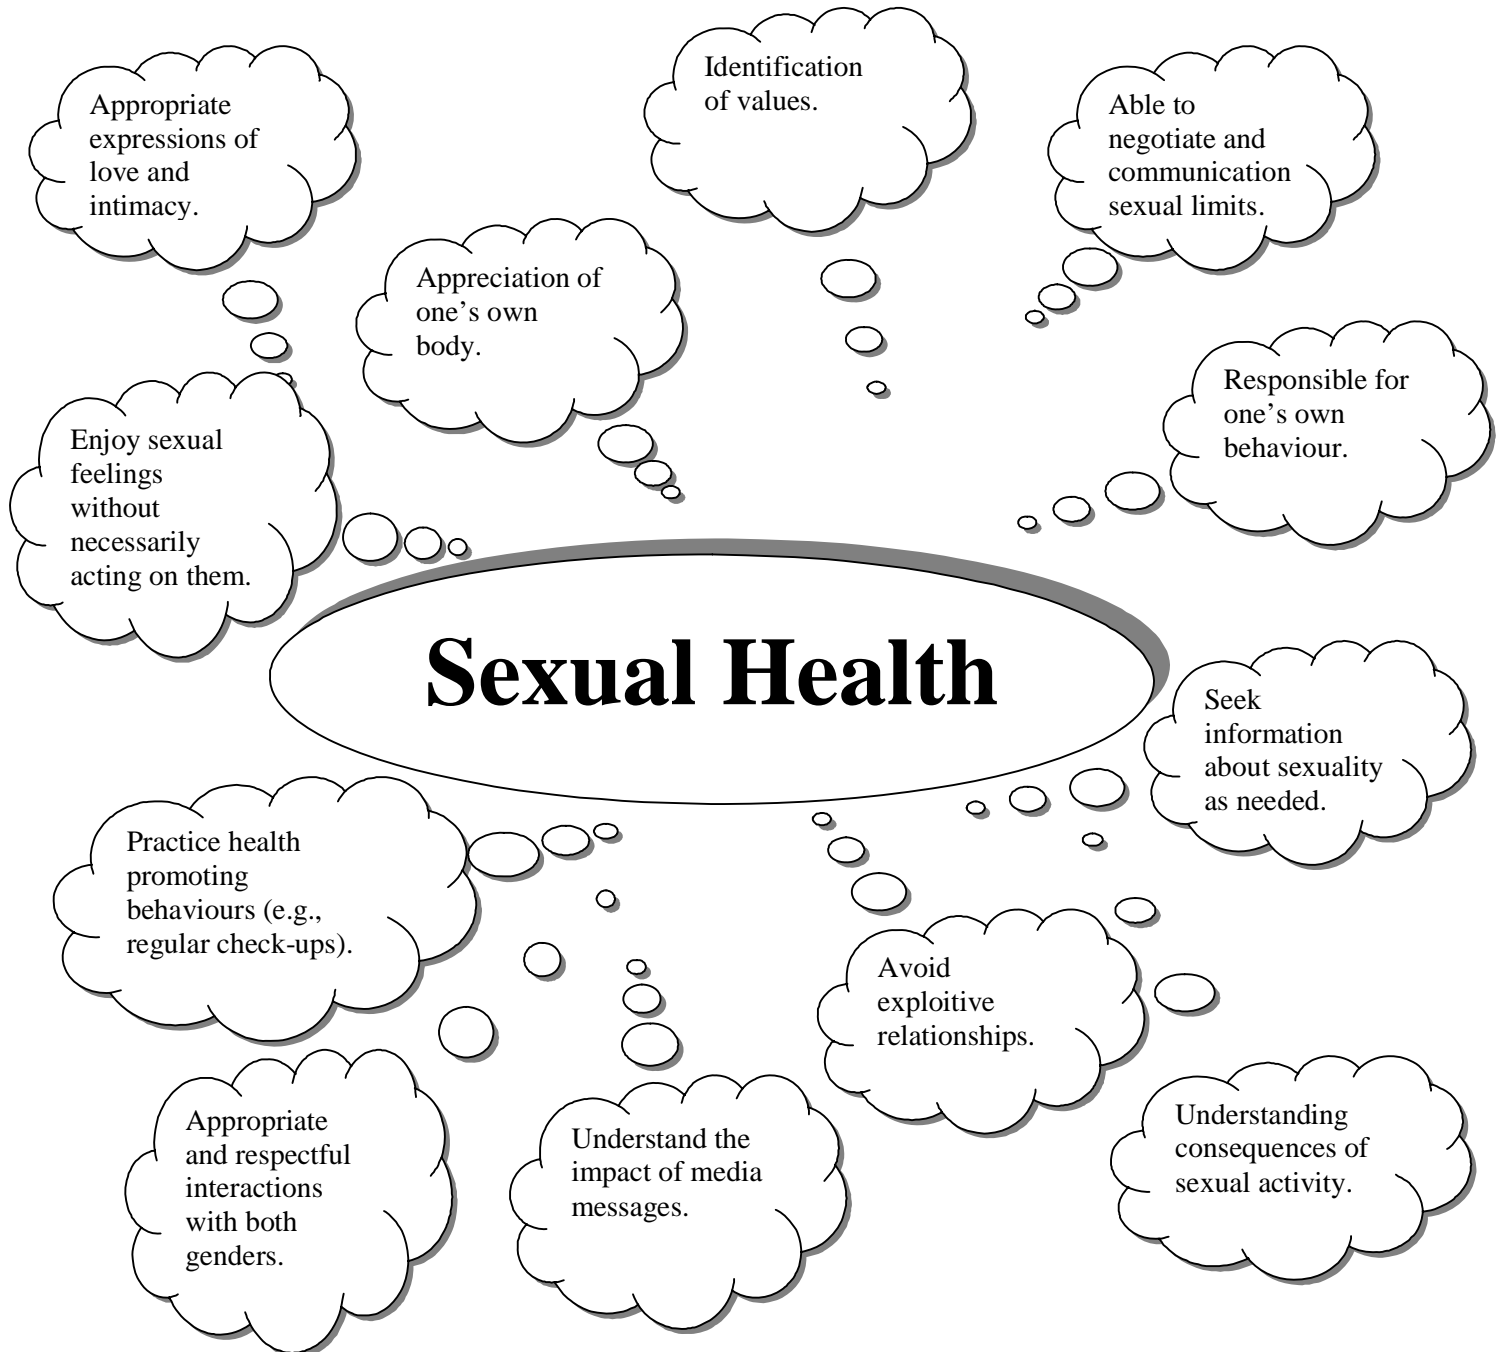 Appropriate
expressions of
love and
intimacy.
Identification
of values.
Able to
negotiate and
communication
sexual limits.
Appreciation of
one’s own
body.
Responsible for
one’s own
behaviour.
Enjoy sexual
feelings
without
necessarily
acting on them.
Sexual Health
Seek
information
about sexuality
as needed.
Practice health
promoting
behaviours (e.g.,
regular check-ups).
Avoid
exploitive
relationships.
Appropriate
and respectful
interactions
with both
genders.
Understand the
impact of media
messages.
Understanding
consequences of
sexual activity.